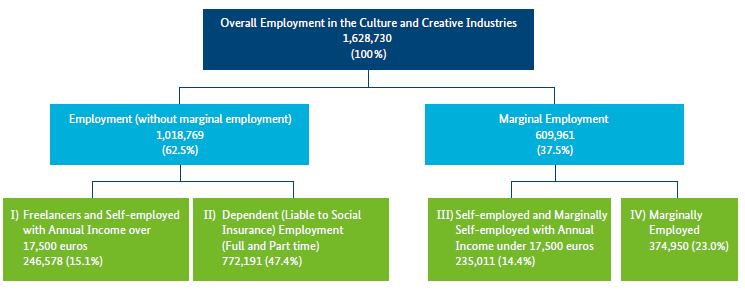 Overall Employment in the Culture and Creative Industries
1,628,730
(100%)
Employment (without marginal employment)
1,018,769
(62.5%)
Marginal Employment
609,961
(37.5%)
I) Freelancers and Self-employed
with Annual Income over
17,500 euros
246,578 (15.1%)
II) Dependent (Liable to Social
Insurance) Employment
(Full and Part time)
772,191 (47.4%)
III) Self-employed and Marginally
Self-employed with Annual
Income under 17,500 euros
235,011 (14.4%)
IV) Marginally
Employed
374,950 (23.0%)